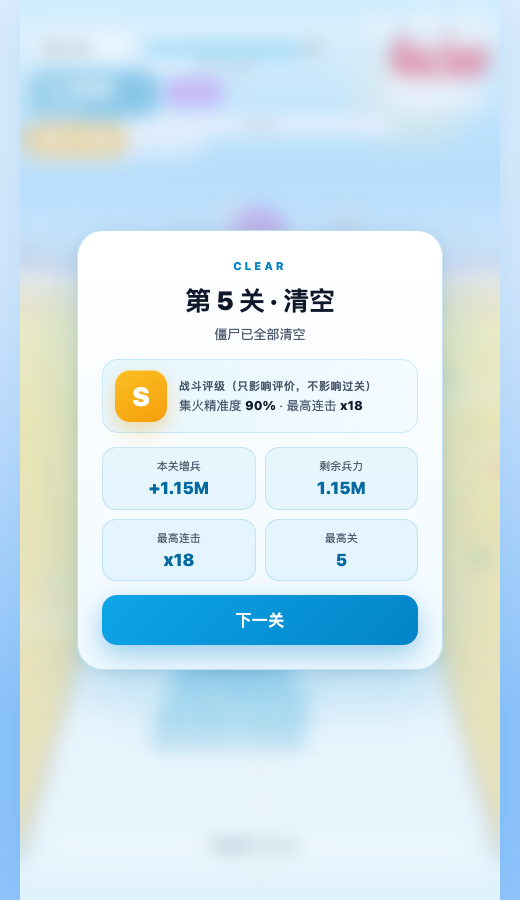 CLEAR
第 5 关 · 清空
僵尸已全部清空
S
战斗评级（只影响评价，不影响过关）
集火精准度 90% · 最高连击 x18
本关增兵
+1.15M
剩余兵力
1.15M
最高连击
x18
最高关
5
下一关